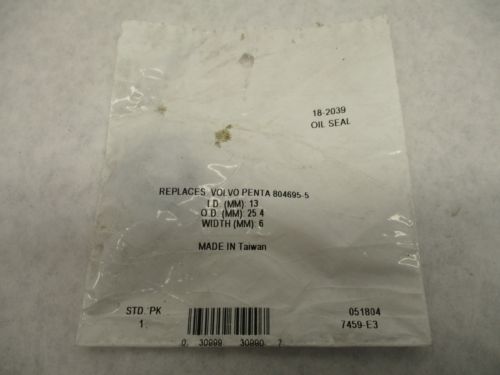 18-2039
OIL SEAL
REPLACES: VOLVO PENTA 804695-5
I.D. (MM): 13
O.D. (MM): 25.4
WIDTH (MM): 6
MADE IN Taiwan
STD. PK. 051804
1 7459-E3
0 30999 30990 7